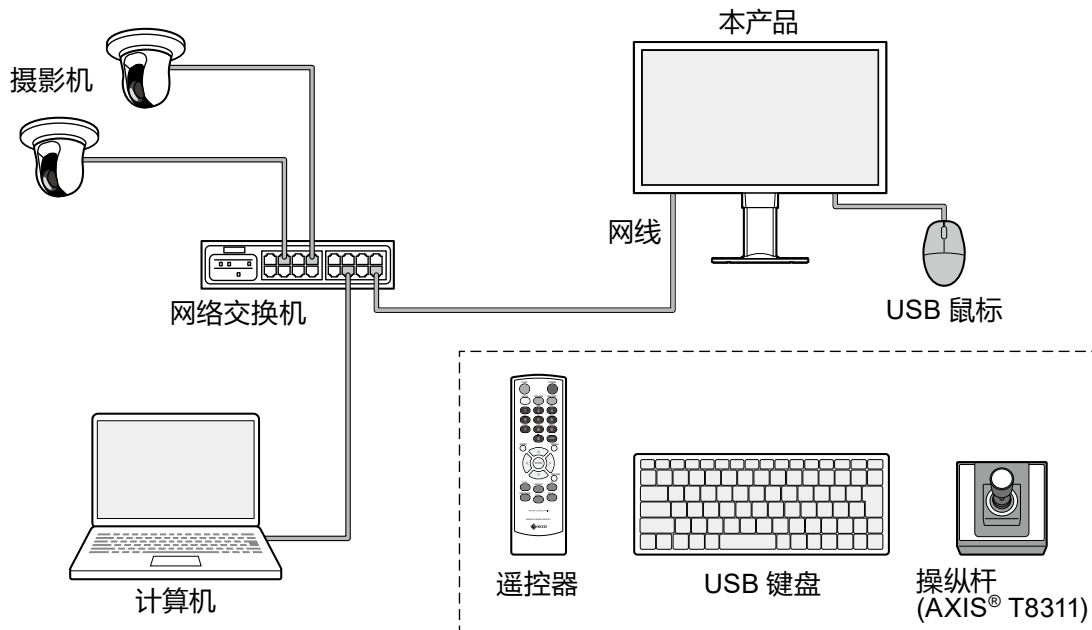 本产品
摄影机
网线
网络交换机
USB 鼠标
计算机
遥控器
USB 键盘
操纵杆
(AXIS® T8311)